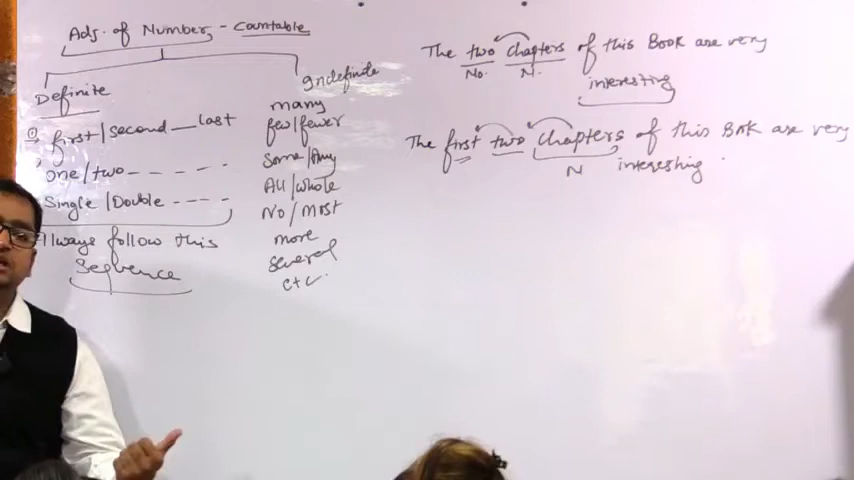 Adj. of Number, - Countable
Definite
① first/second __ last
one/two - - - - -
Single/Double - - - -
Always follow this
Sequence
Indefinite
many
few/fewer
Some/Any
All/whole
No/Most
more
several
etc.
The two chapters of this Book are very
No. N.
interesting
The first two chapters of this Book are very
N interesting.